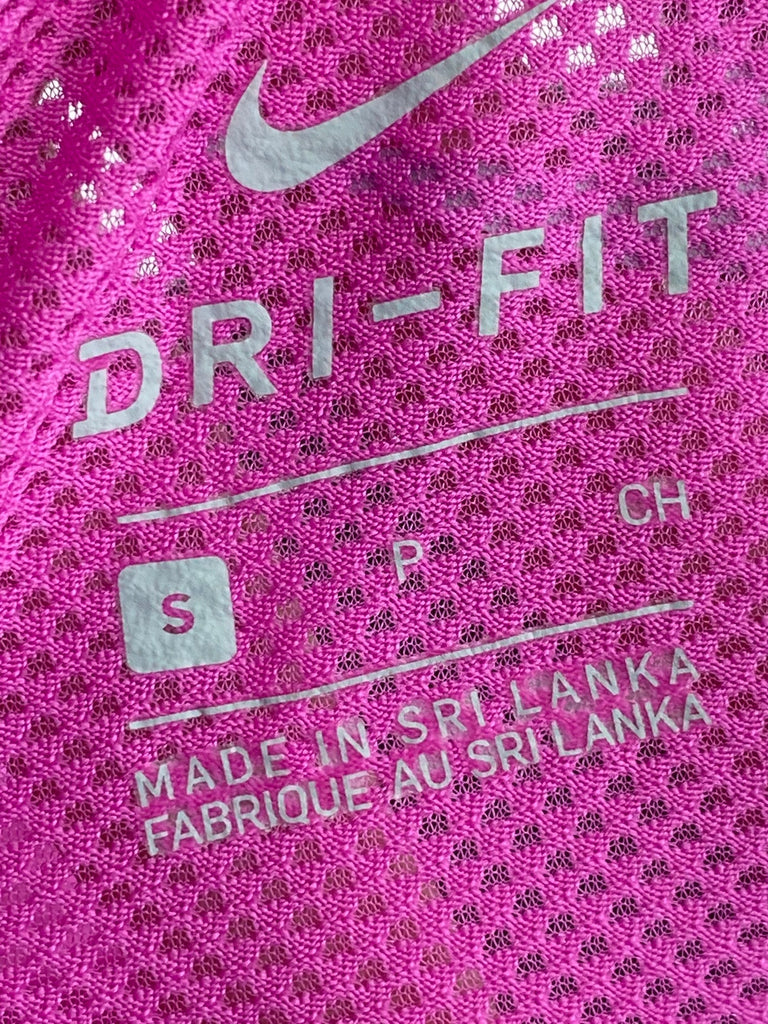 DRI-FIT
S P CH
MADE IN SRI LANKA
FABRIQUE AU SRI LANKA